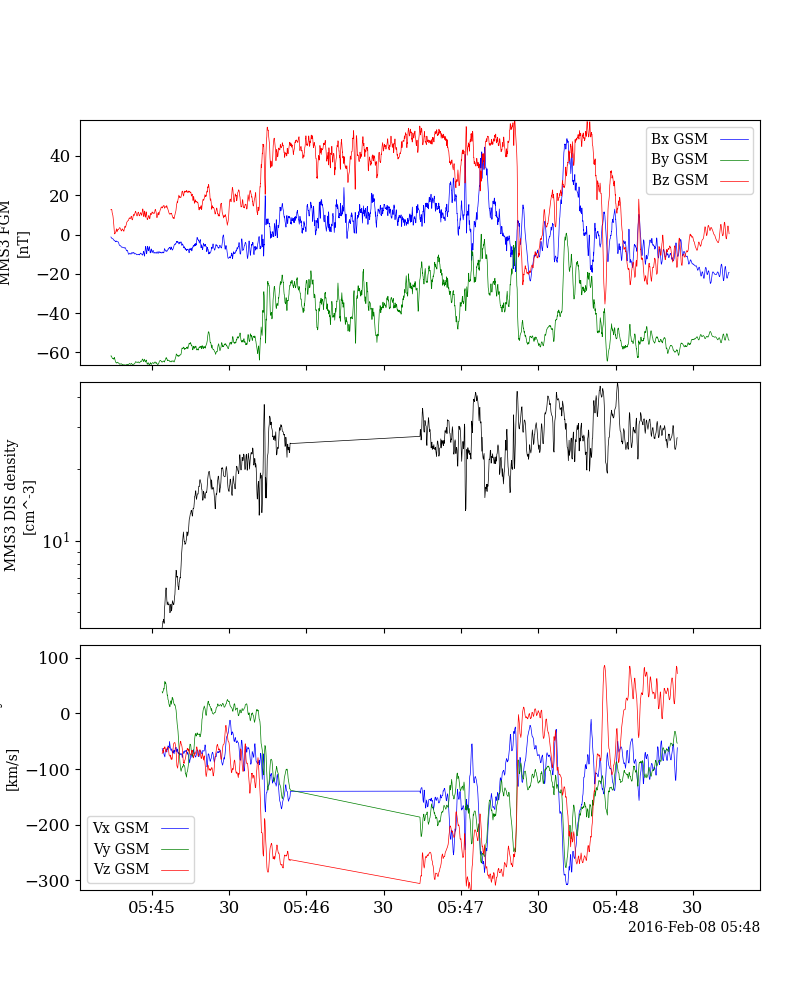 MMS3 FGM
[nT]
40
20
0
−20
−40
−60
Bx GSM
By GSM
Bz GSM
MMS3 DIS density
[cm^-3]
10^1
[km/s]
100
0
−100
−200
−300
Vx GSM
Vy GSM
Vz GSM
05:45 30 05:46 30 05:47 30 05:48 30
2016-Feb-08 05:48